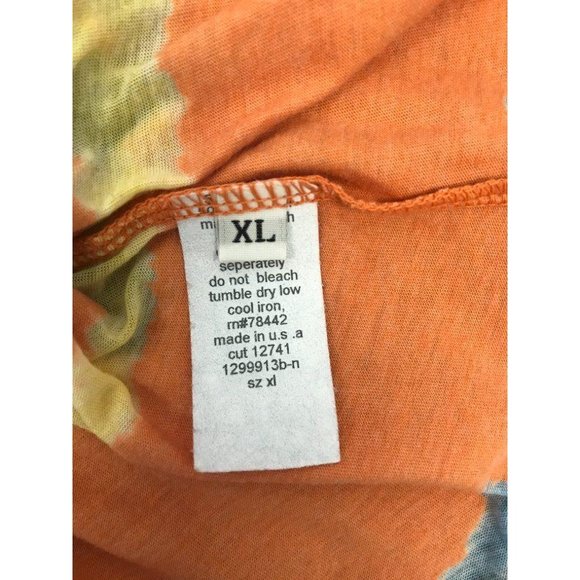 XL
seperately
do not bleach
tumble dry low
cool iron,
rn#78442
made in u.s .a
cut 12741
1299913b-n
sz xl